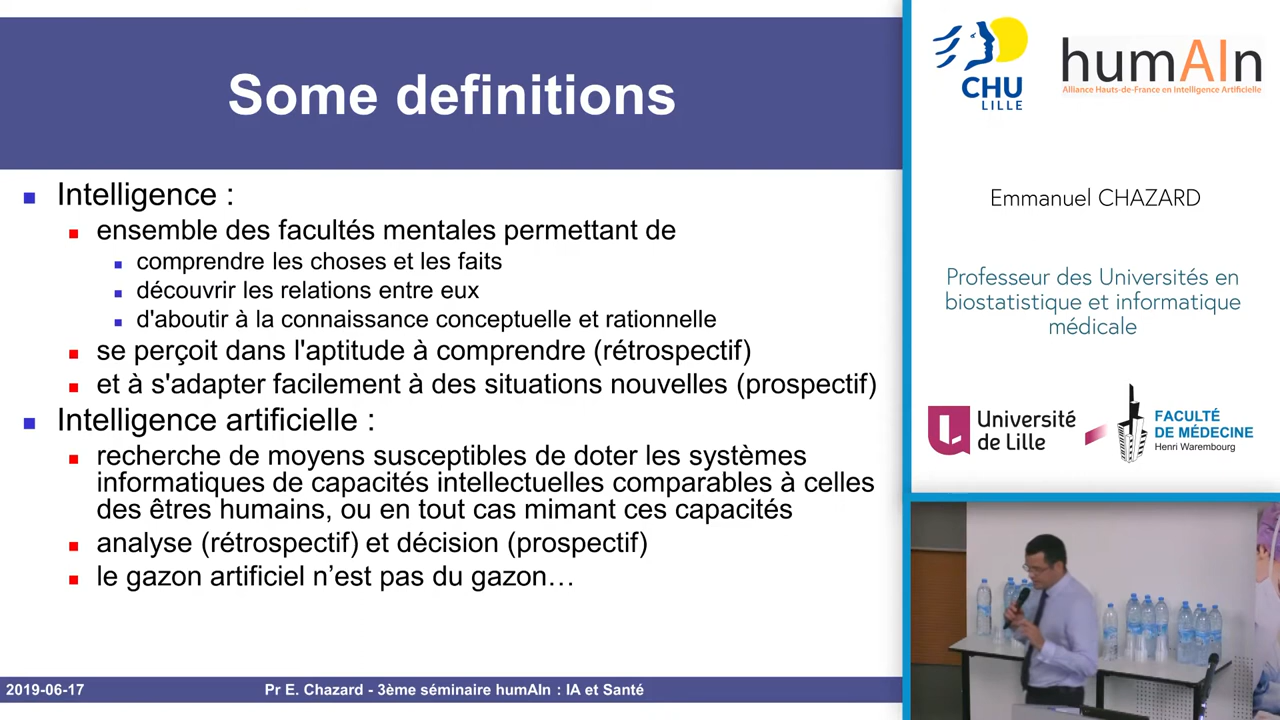 Some definitions
Intelligence :
ensemble des facultés mentales permettant de
comprendre les choses et les faits
découvrir les relations entre eux
d'aboutir à la connaissance conceptuelle et rationnelle
se perçoit dans l'aptitude à comprendre (rétrospectif)
et à s'adapter facilement à des situations nouvelles (prospectif)
Intelligence artificielle :
recherche de moyens susceptibles de doter les systèmes
informatiques de capacités intellectuelles comparables à celles
des êtres humains, ou en tout cas mimant ces capacités
analyse (rétrospectif) et décision (prospectif)
le gazon artificiel n’est pas du gazon…
2019-06-17
Pr E. Chazard - 3ème séminaire humAIn : IA et Santé
CHU
LILLE
humAIn
Alliance Hauts-de-France en Intelligence Artificielle
Emmanuel CHAZARD
Professeur des Universités en
biostatistique et informatique
médicale
Université
de Lille
FACULTÉ
DE MÉDECINE
Henri Warembourg